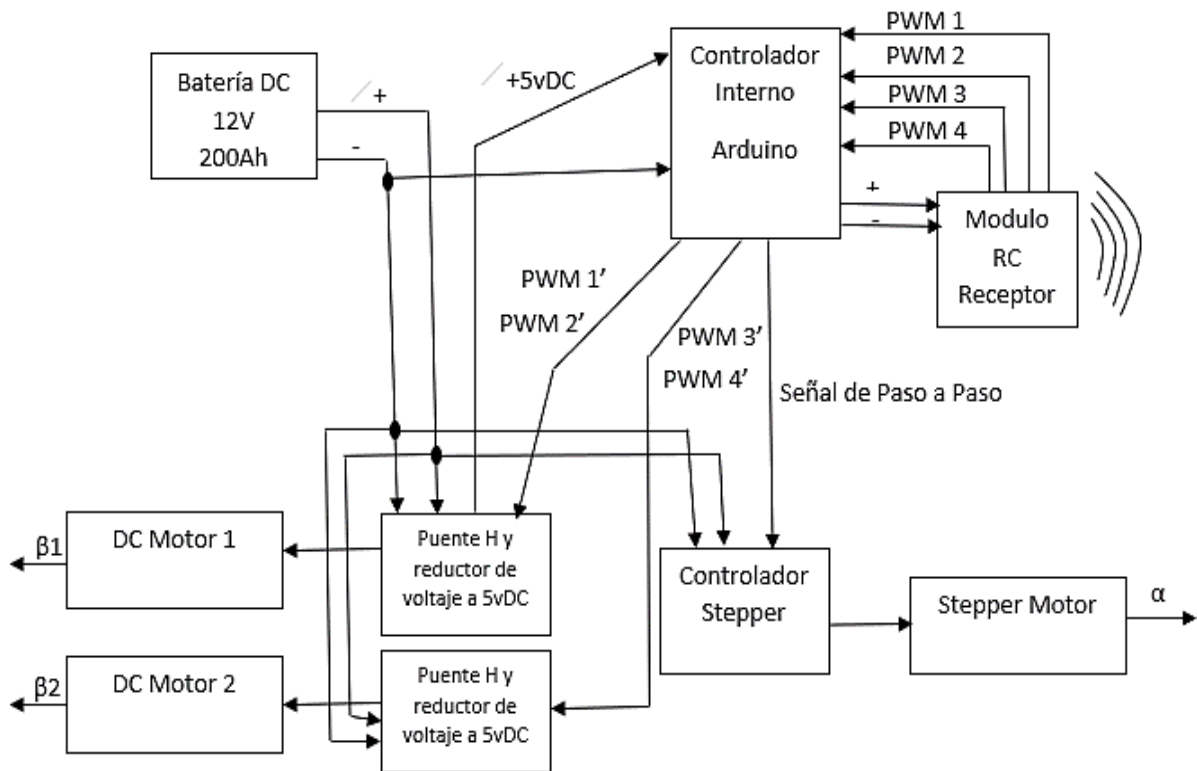 Batería DC
12V
200Ah
+
-
+5vDC
Controlador
Interno
Arduino
PWM 1
PWM 2
PWM 3
PWM 4
+
-
Modulo
RC
Receptor
PWM 1’
PWM 2’
PWM 3’
PWM 4’
Señal de Paso a Paso
β1
DC Motor 1
Puente H y
reductor de
voltaje a 5vDC
Controlador
Stepper
Stepper Motor
α
β2
DC Motor 2
Puente H y
reductor de
voltaje a 5vDC